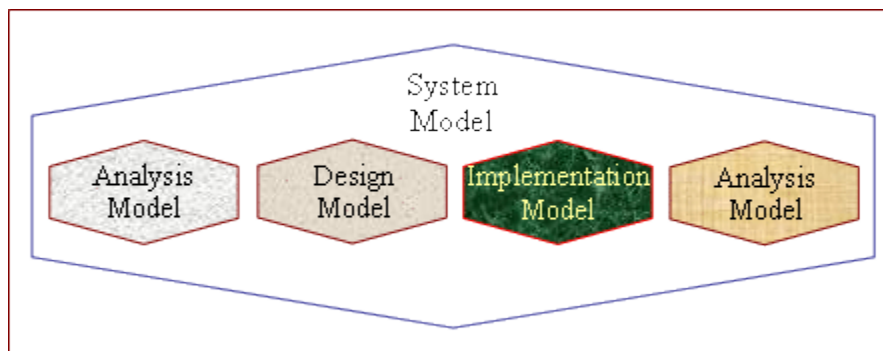 System
Model
Analysis
Model
Design
Model
Implementation
Model
Analysis
Model